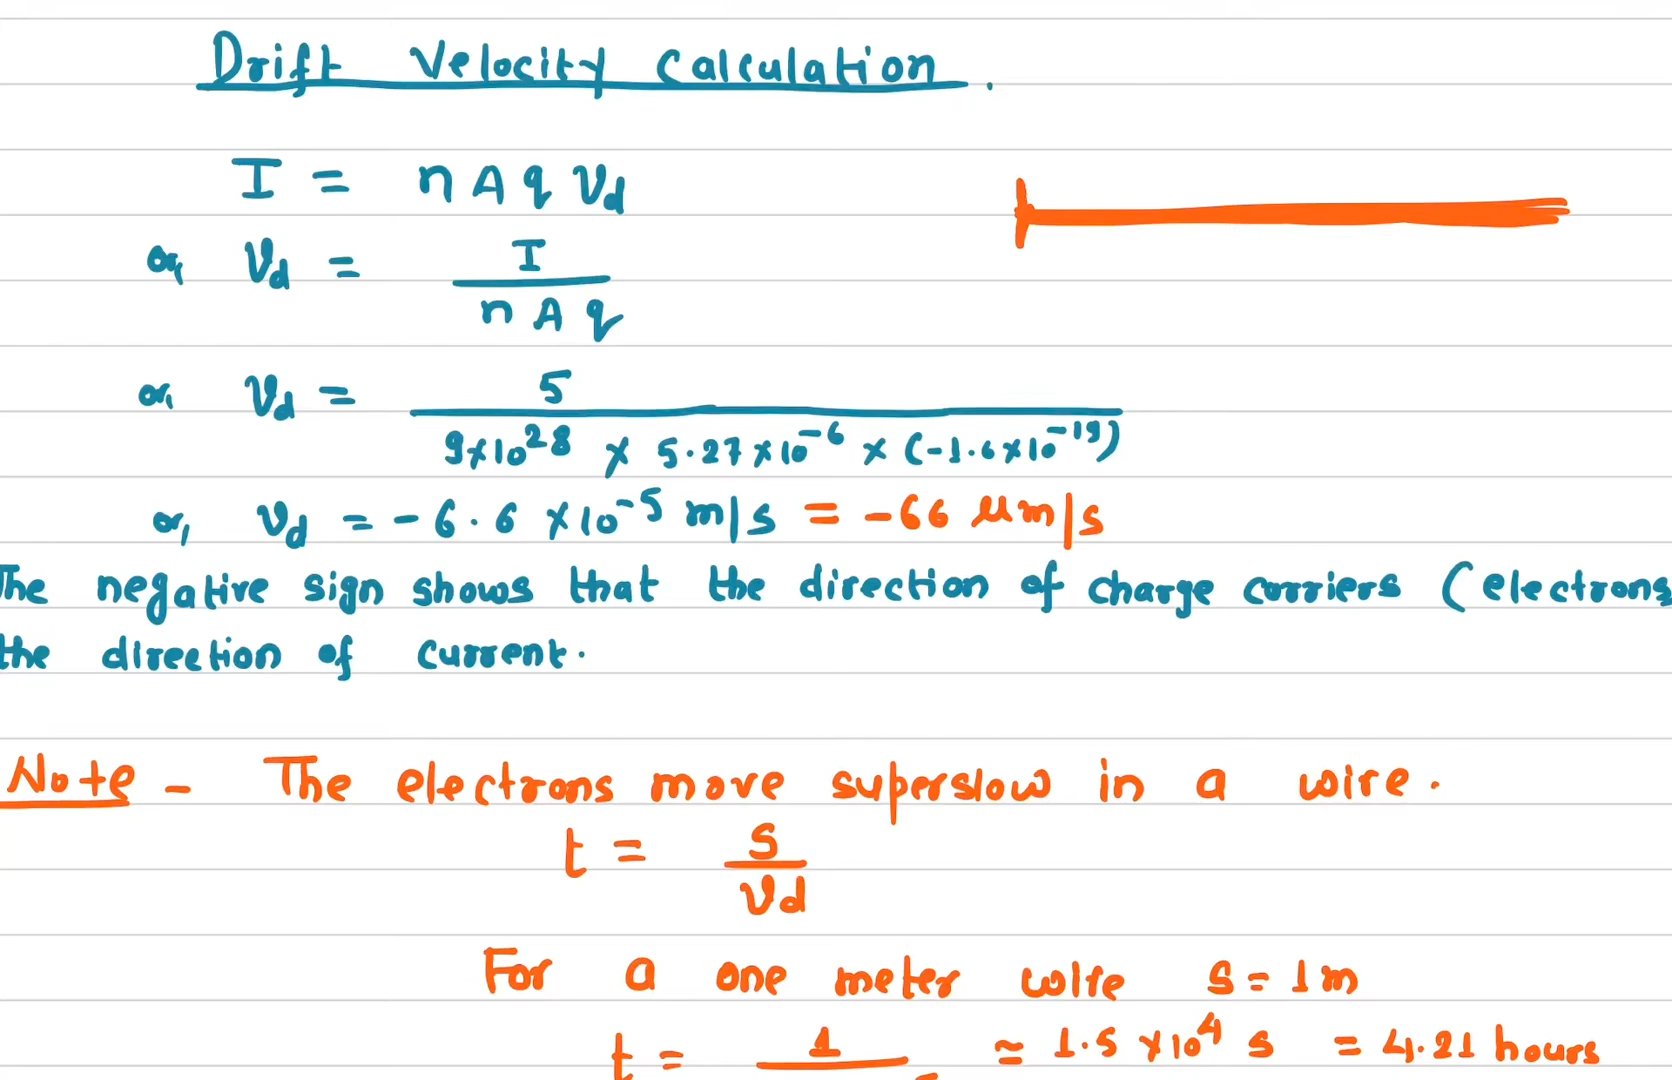 Drift Velocity Calculation.
I = n A q Vd
or, Vd = I / n A q
or, Vd = 5 / 9×10^28 × 5.27×10^-6 × (-1.6×10^-19)
or, Vd = -6.6 ×10^-5 m/s = -66 μm/s
The negative sign shows that the direction of charge carriers (electrons
the direction of current.
Note - The electrons move superslow in a wire.
t = S / Vd
For a one meter wire S = 1m
t = 1 ≈ 1.5 ×10^4 s = 4.21 hours